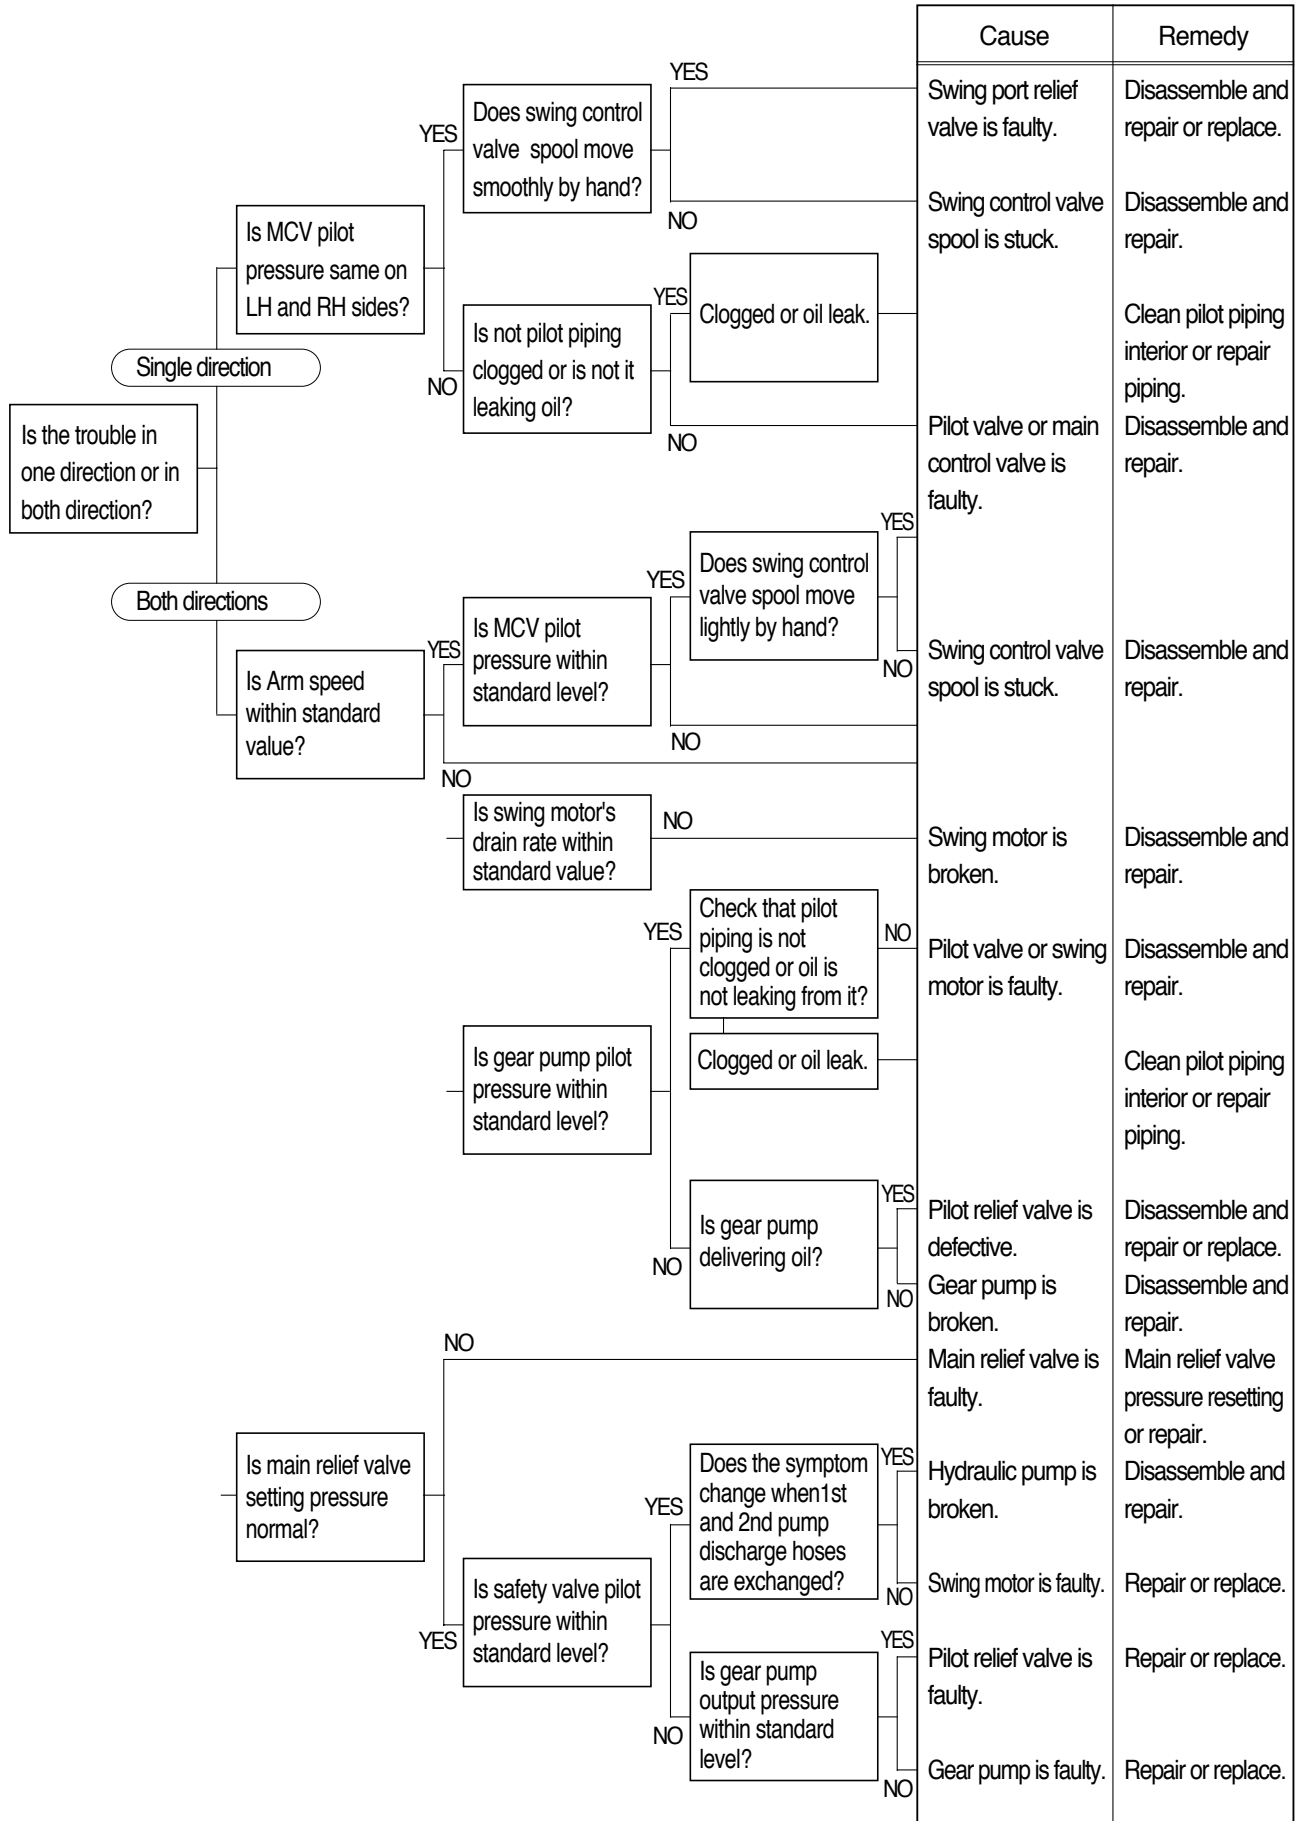 Cause
Remedy
YES
Does swing control
valve spool move
smoothly by hand?
YES
NO
Swing port relief
valve is faulty.
Disassemble and
repair or replace.
Swing control valve
spool is stuck.
Disassemble and
repair.
Is MCV pilot
pressure same on
LH and RH sides?
NO
Is not pilot piping
clogged or is not it
leaking oil?
YES
Clogged or oil leak.
Clean pilot piping
interior or repair
piping.
NO
Pilot valve or main
control valve is
faulty.
Disassemble and
repair.
Single direction
Is the trouble in
one direction or in
both direction?
Both directions
Is Arm speed
within standard
value?
YES
Is MCV pilot
pressure within
standard level?
YES
Does swing control
valve spool move
lightly by hand?
YES
NO
Swing control valve
spool is stuck.
Disassemble and
repair.
NO
NO
Is swing motor's
drain rate within
standard value?
NO
Swing motor is
broken.
Disassemble and
repair.
Is gear pump pilot
pressure within
standard level?
YES
Check that pilot
piping is not
clogged or oil is
not leaking from it?
NO
Pilot valve or swing
motor is faulty.
Disassemble and
repair.
Clogged or oil leak.
Clean pilot piping
interior or repair
piping.
NO
Is gear pump
delivering oil?
YES
Pilot relief valve is
defective.
Disassemble and
repair or replace.
NO
Gear pump is
broken.
Disassemble and
repair.
NO
Main relief valve is
faulty.
Main relief valve
pressure resetting
or repair.
Is main relief valve
setting pressure
normal?
YES
Is safety valve pilot
pressure within
standard level?
YES
Does the symptom
change when1st
and 2nd pump
discharge hoses
are exchanged?
YES
Hydraulic pump is
broken.
Disassemble and
repair.
NO
Swing motor is faulty.
Repair or replace.
NO
Is gear pump
output pressure
within standard
level?
YES
Pilot relief valve is
faulty.
Repair or replace.
NO
Gear pump is faulty.
Repair or replace.